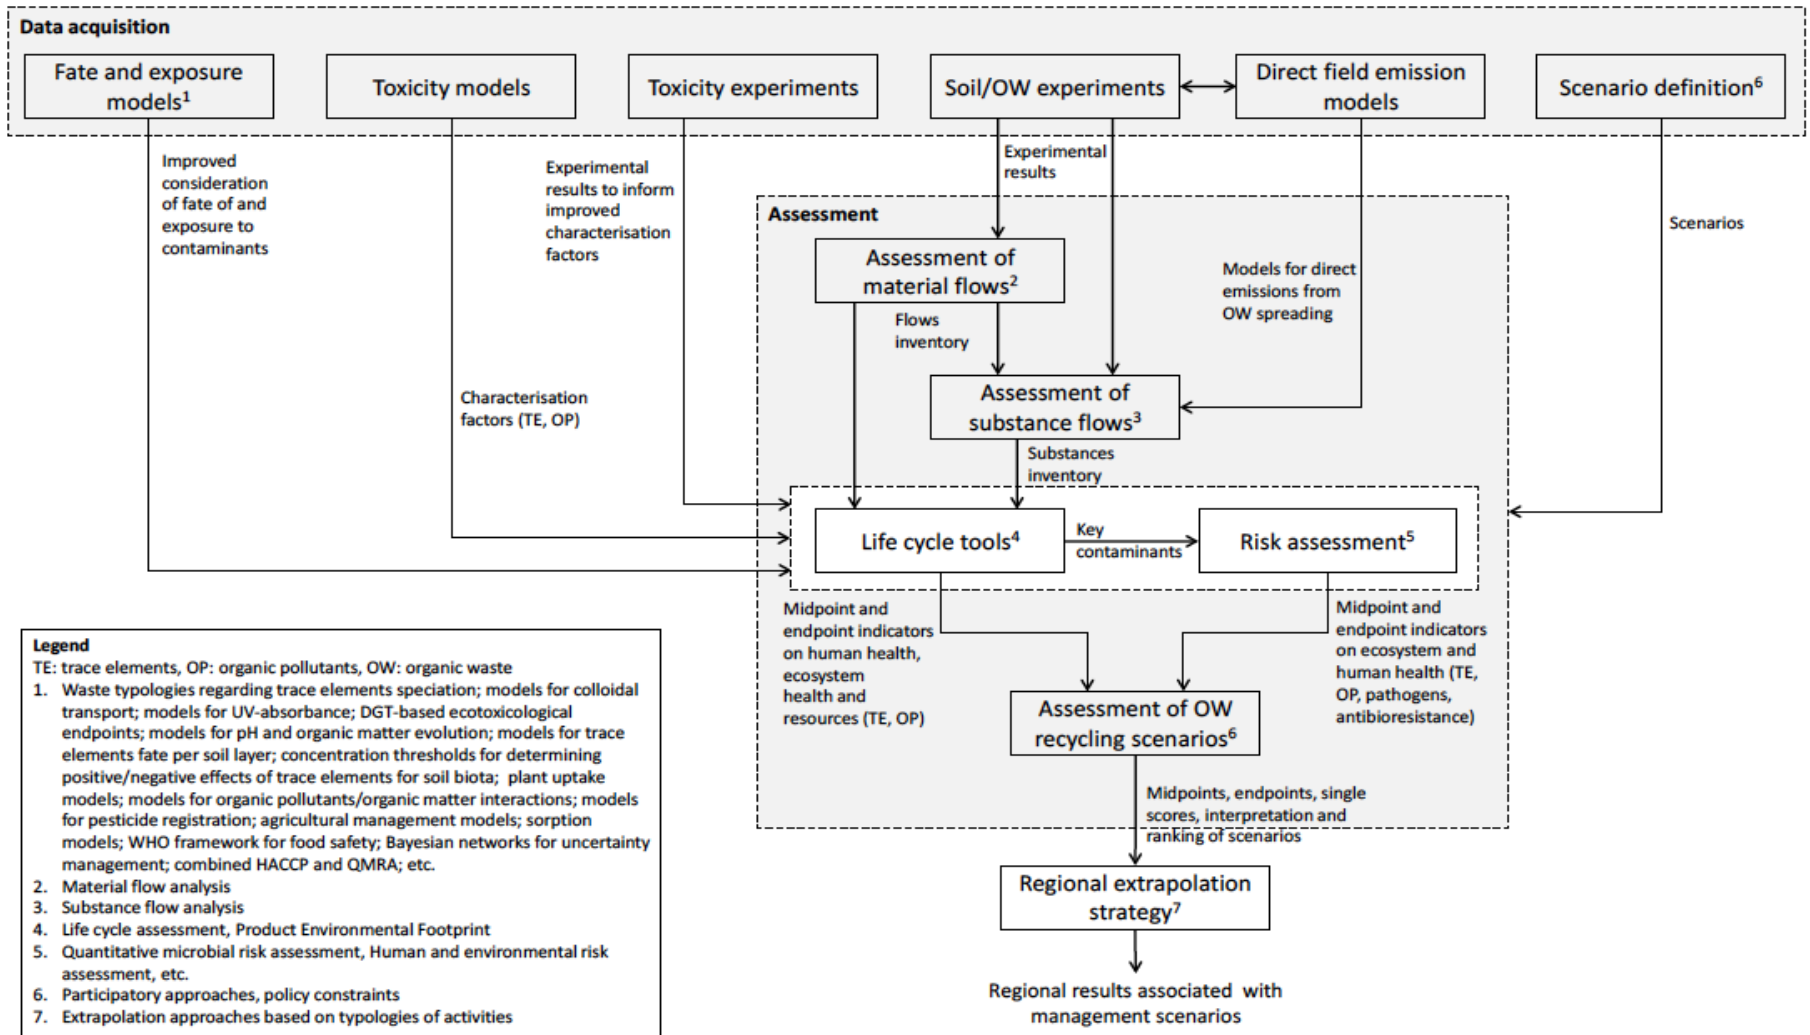 Data acquisition
Fate and exposure
models¹
Toxicity models
Toxicity experiments
Soil/OW experiments
Direct field emission
models
Scenario definition⁶
Improved
consideration
of fate of and
exposure to
contaminants
Experimental
results to inform
improved
characterisation
factors
Experimental
results
Scenarios
Assessment
Assessment of
material flows²
Models for direct
emissions from
OW spreading
Flows
inventory
Characterisation
factors (TE, OP)
Assessment of
substance flows³
Substances
inventory
Life cycle tools⁴
Key
contaminants
Risk assessment⁵
Midpoint and
endpoint indicators
on human health,
ecosystem
health and
resources (TE, OP)
Midpoint and
endpoint indicators
on ecosystem and
human health (TE,
OP, pathogens,
antibioresistance)
Assessment of OW
recycling scenarios⁶
Midpoints, endpoints, single
scores, interpretation and
ranking of scenarios
Regional extrapolation
strategy⁷
Regional results associated with
management scenarios
Legend
TE: trace elements, OP: organic pollutants, OW: organic waste
1. Waste typologies regarding trace elements speciation; models for colloidal
transport; models for UV-absorbance; DGT-based ecotoxicological
endpoints; models for pH and organic matter evolution; models for trace
elements fate per soil layer; concentration thresholds for determining
positive/negative effects of trace elements for soil biota; plant uptake
models; models for organic pollutants/organic matter interactions; models
for pesticide registration; agricultural management models; sorption
models; WHO framework for food safety; Bayesian networks for uncertainty
management; combined HACCP and QMRA; etc.
2. Material flow analysis
3. Substance flow analysis
4. Life cycle assessment, Product Environmental Footprint
5. Quantitative microbial risk assessment, Human and environmental risk
assessment, etc.
6. Participatory approaches, policy constraints
7. Extrapolation approaches based on typologies of activities